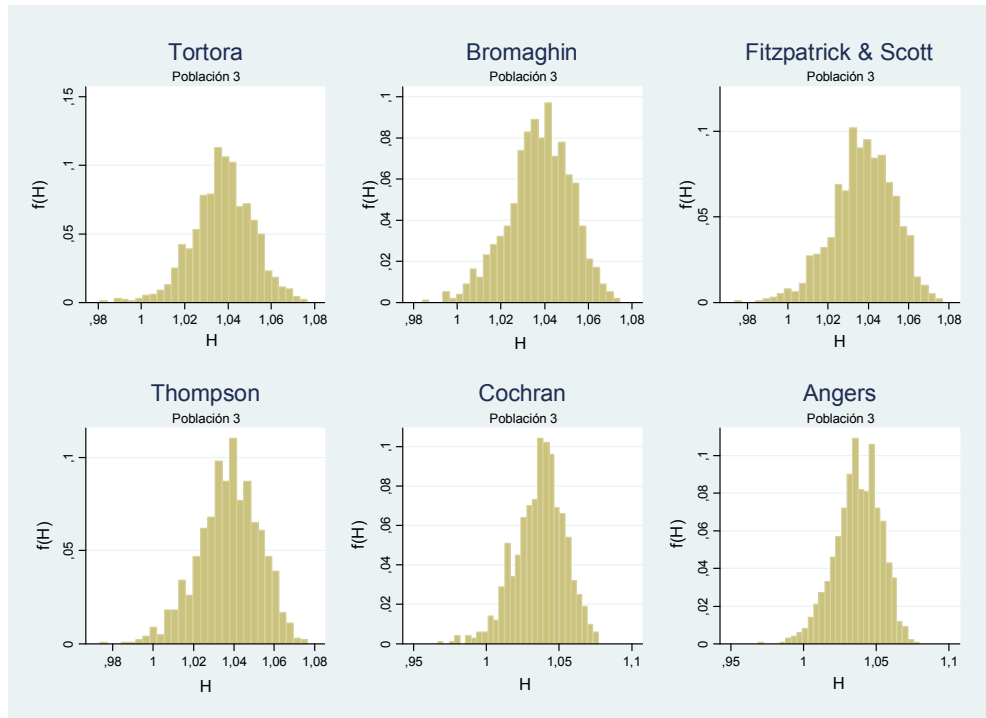 Tortora
Población 3
,15
,1
,05
0
f(H)
,98 1 1,02 1,04 1,06 1,08
H
Bromaghin
Población 3
,1
,08
,06
,04
,02
0
f(H)
,98 1 1,02 1,04 1,06 1,08
H
Fitzpatrick & Scott
Población 3
,1
,05
0
f(H)
,98 1 1,02 1,04 1,06 1,08
H
Thompson
Población 3
,1
,05
0
f(H)
,98 1 1,02 1,04 1,06 1,08
H
Cochran
Población 3
,1
,08
,06
,04
,02
0
f(H)
,95 1 1,05 1,1
H
Angers
Población 3
,1
,08
,06
,04
,02
0
f(H)
,95 1 1,05 1,1
H